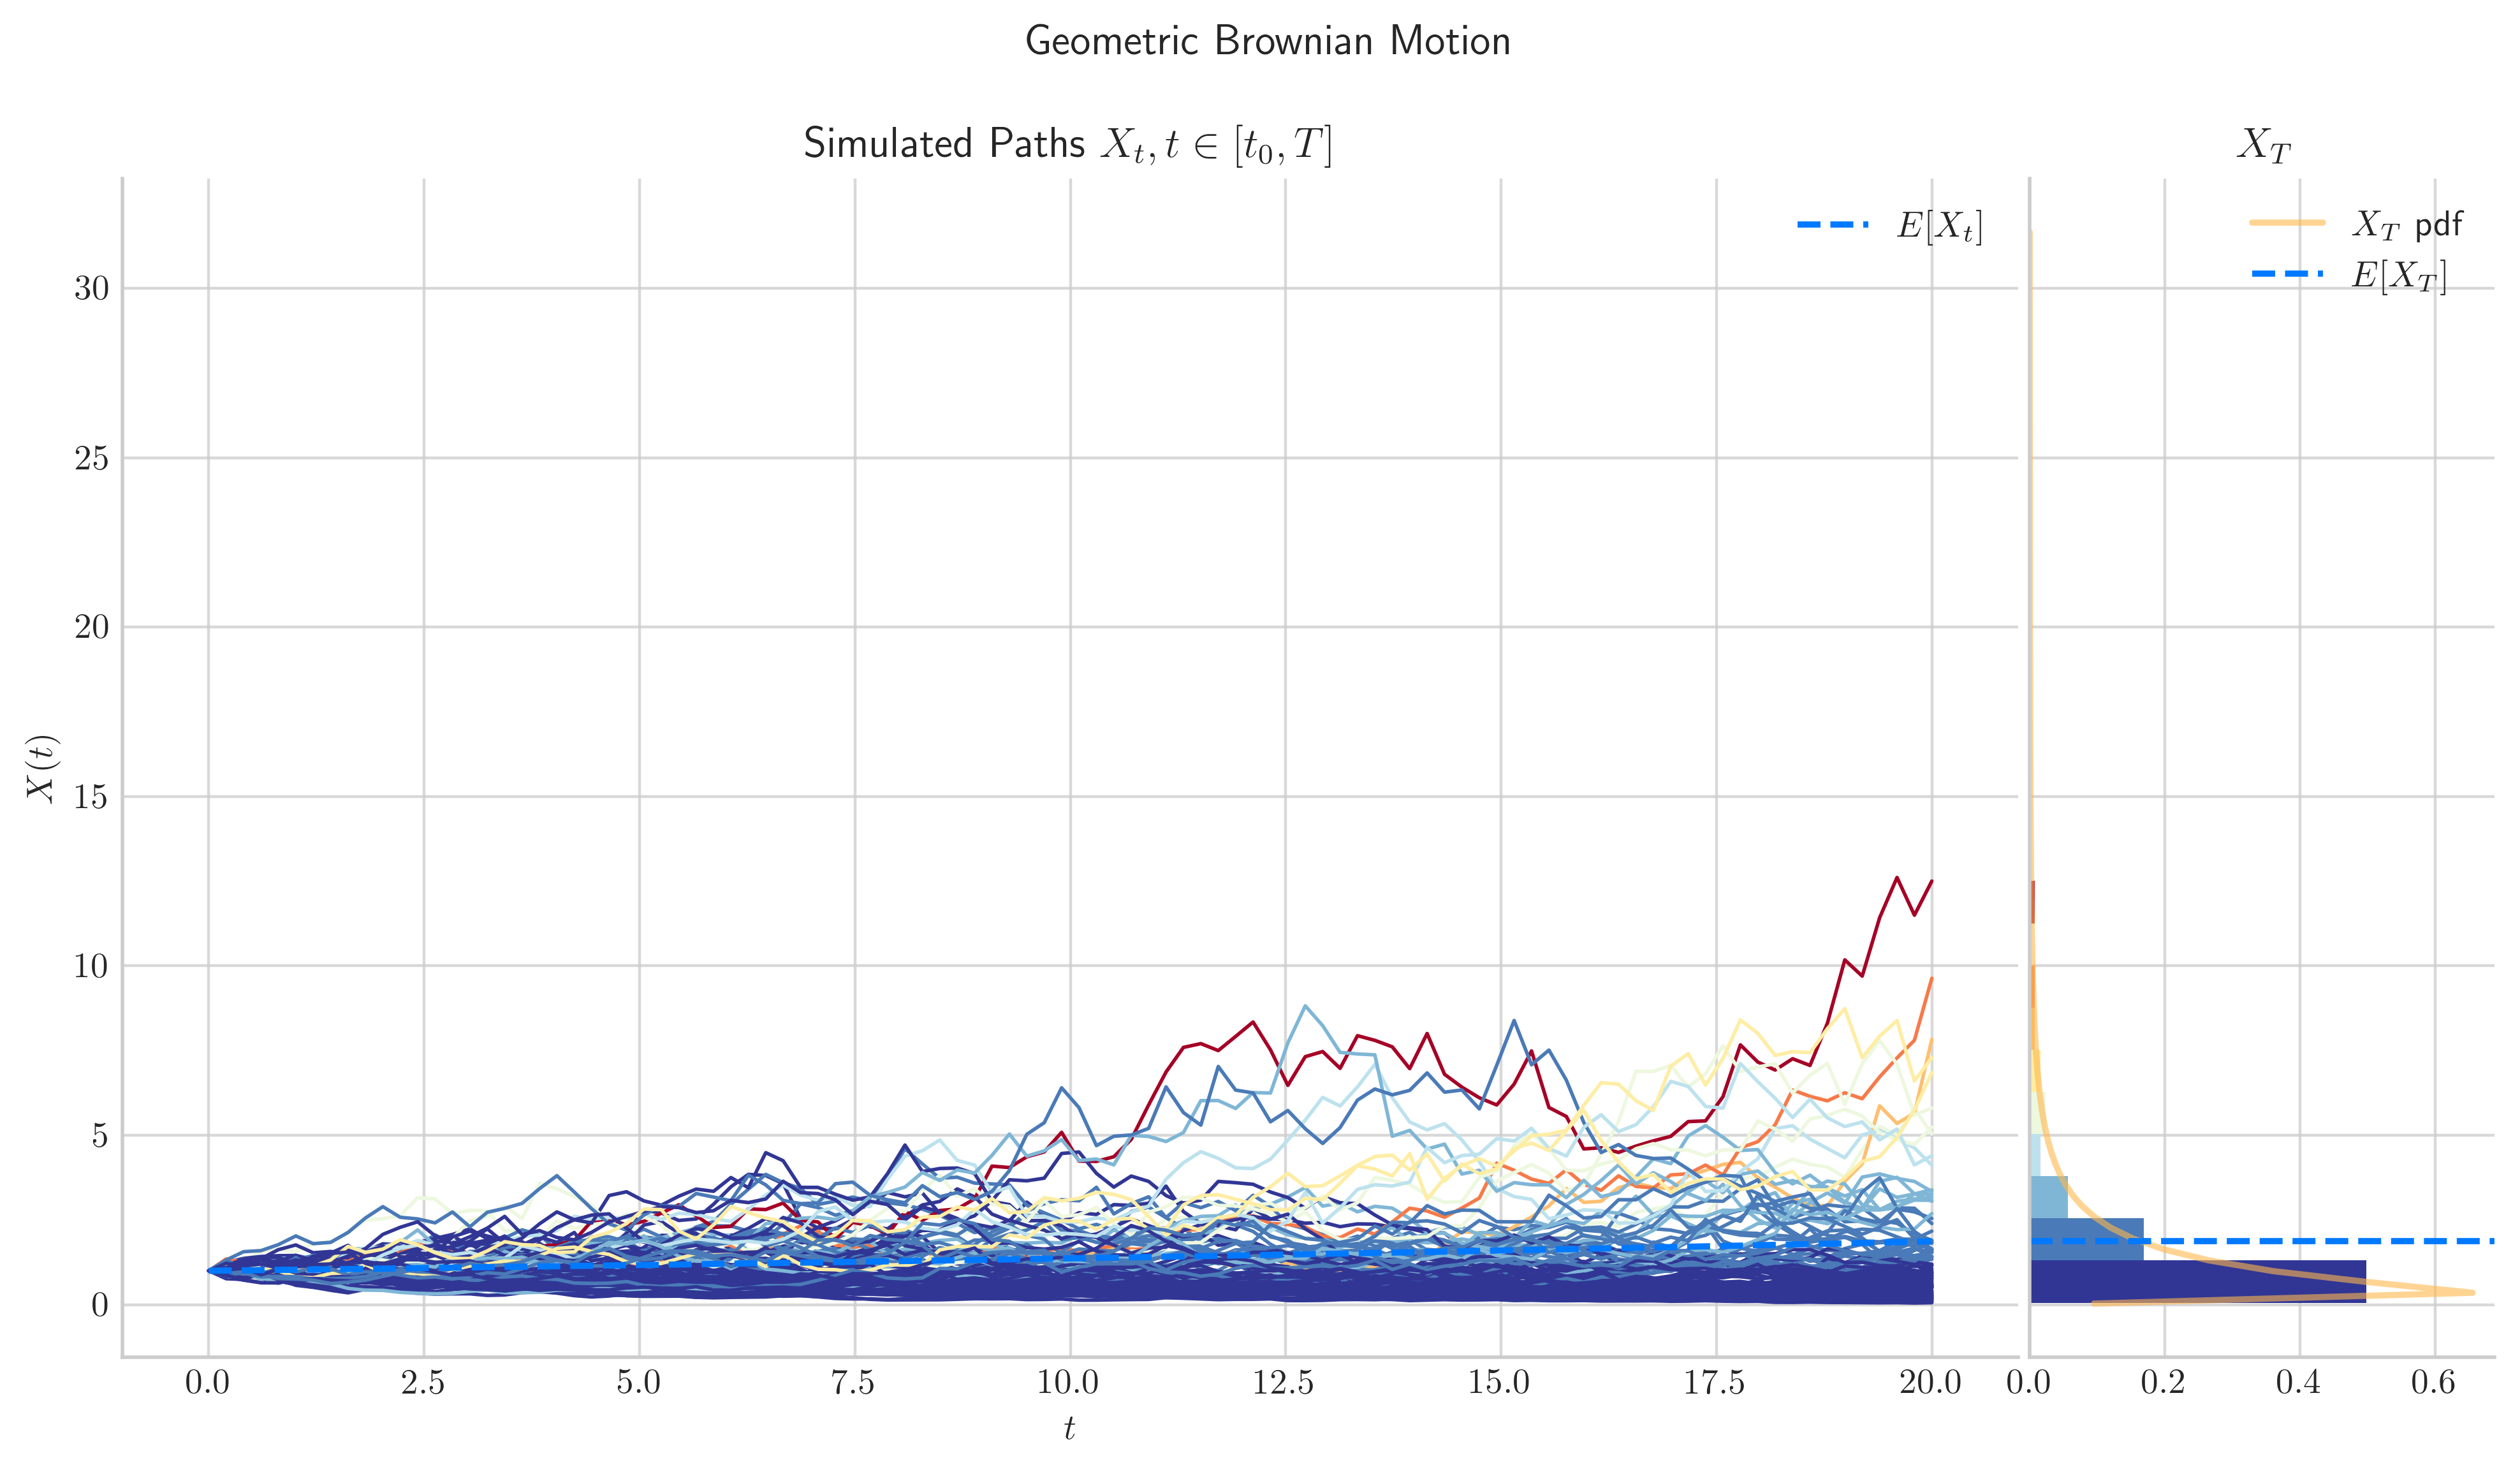 Geometric Brownian Motion
Simulated Paths $X_t, t \in [t_0, T]$
$X_T$
$E[X_t]$
$X_T$ pdf
$E[X_T]$
30
25
20
15
10
5
0
$X(t)$
0.0 2.5 5.0 7.5 10.0 12.5 15.0 17.5 20.0
0.0 0.2 0.4 0.6
$t$